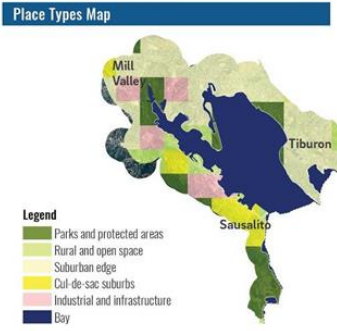 Place Types Map
Mill
Valley
Tiburon
Sausalito
Legend
Parks and protected areas
Rural and open space
Suburban edge
Cul-de-sac suburbs
Industrial and infrastructure
Bay